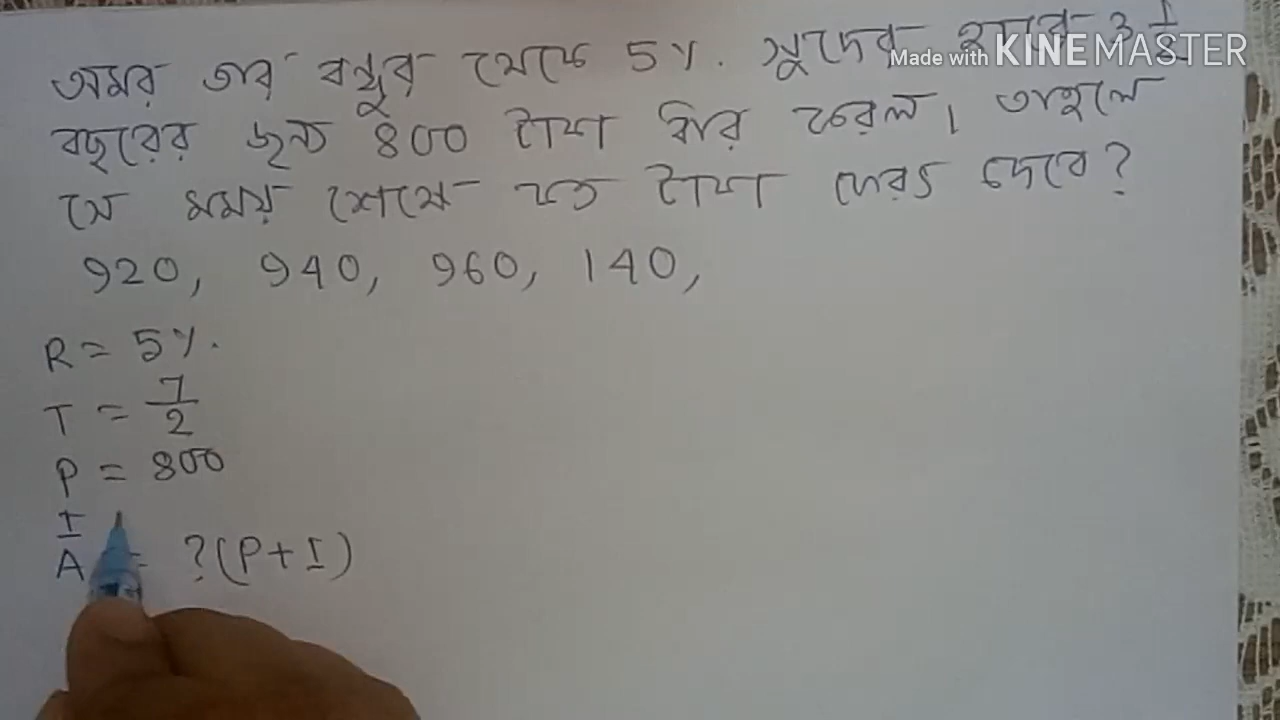 অমর তার বন্ধুর থেকে 5%. সুদের হারে 3 1/2
Made with KINEMASTER
বছরের জন্য 800 টাকা ধার করল। তাহলে
সে সময় শেষে কত টাকা ফেরৎ দেবে?
920, 940, 960, 140,
R = 5%.
T = 7/2
P = 800
I
A = ? (P+I)